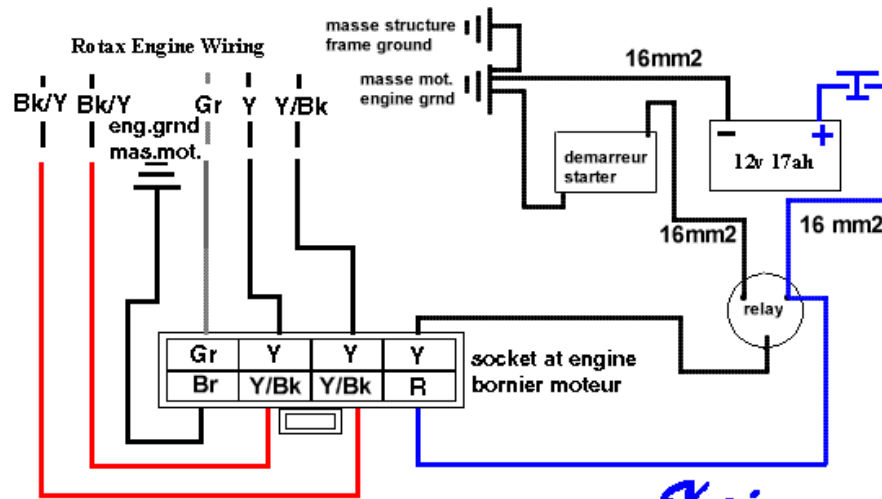 Rotax Engine Wiring
masse structure
frame ground
masse mot.
engine grnd
16mm2
Bk/Y Bk/Y Gr Y Y/Bk
eng.grnd
mas.mot.
demarreur
starter
- +
12v 17ah
16mm2
16 mm2
relay
Gr Y Y Y
Br Y/Bk Y/Bk R
socket at engine
bornier moteur